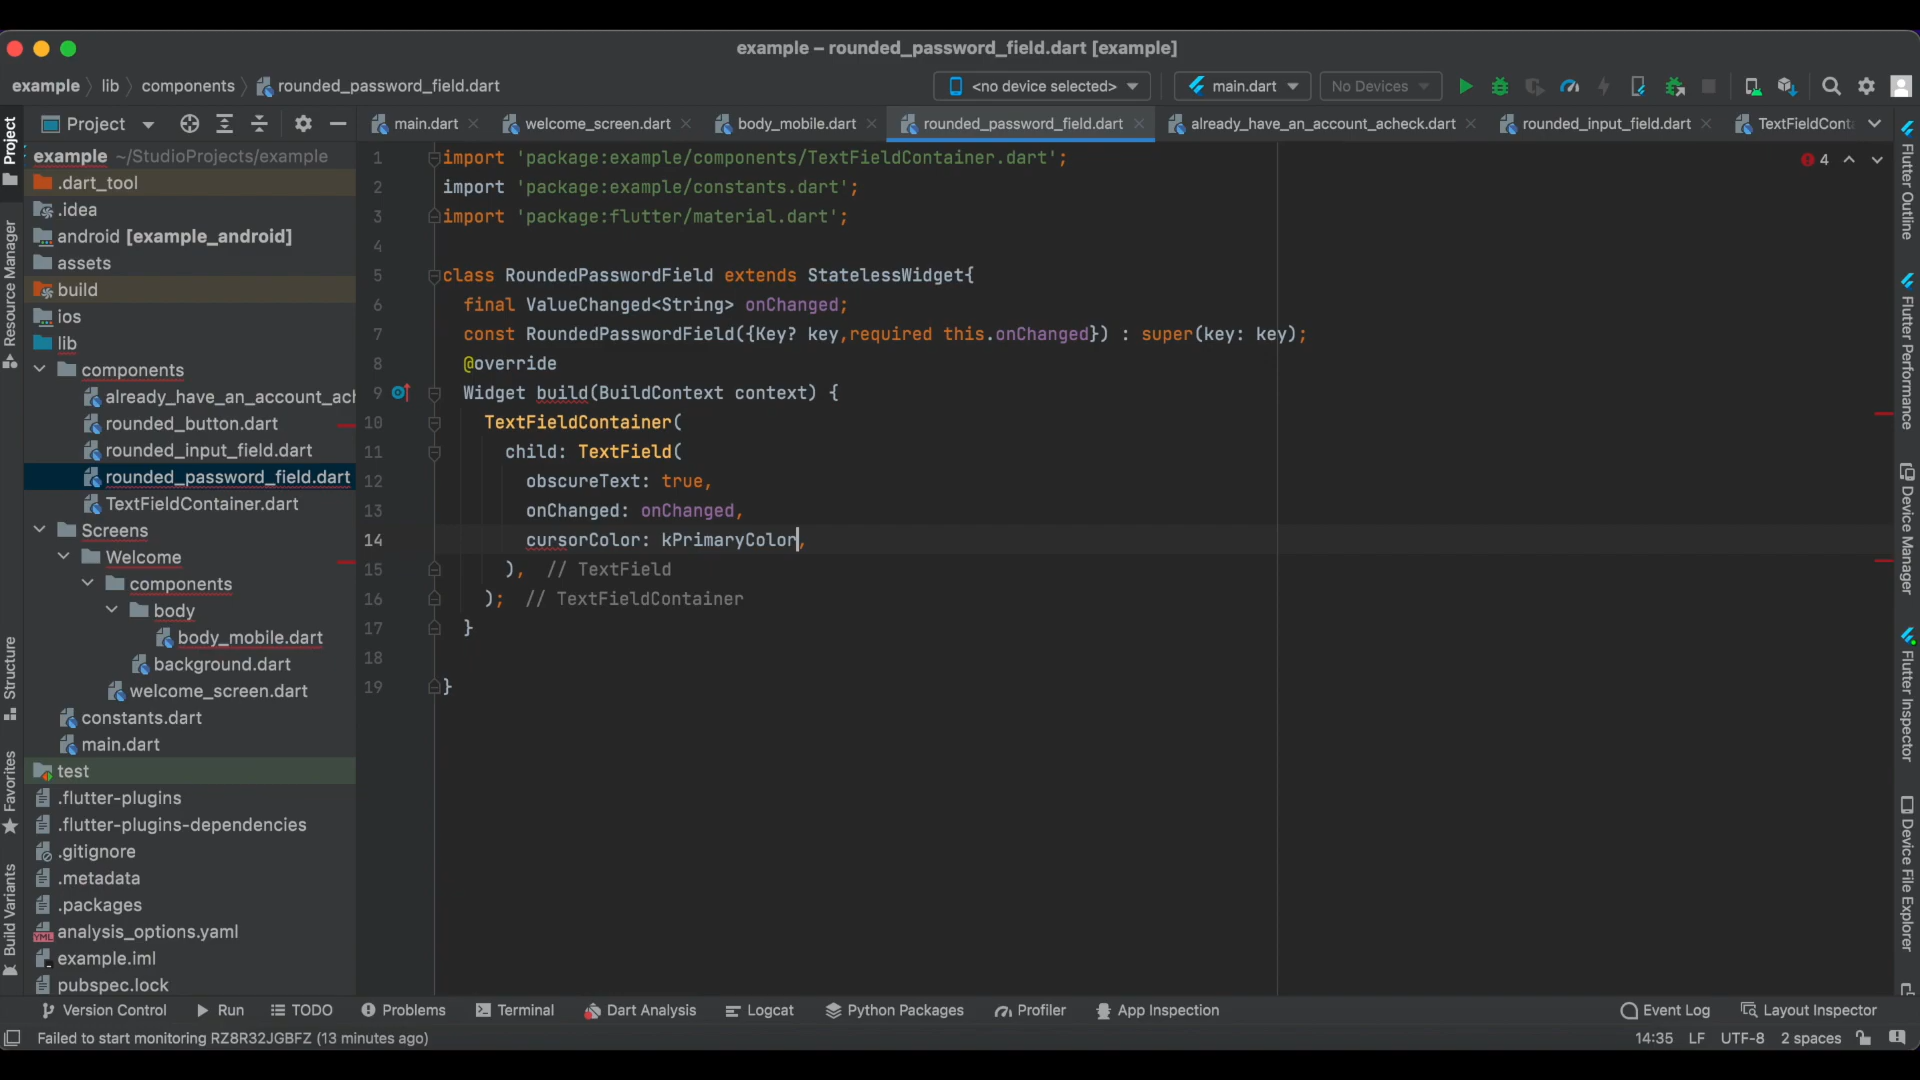 example – rounded_password_field.dart [example]
example lib components rounded_password_field.dart
<no device selected> main.dart No Devices
Project
main.dart welcome_screen.dart body_mobile.dart rounded_password_field.dart already_have_an_account_acheck.dart rounded_input_field.dart TextFieldCont
Project
Resource Manager
Structure
Favorites
Build Variants
example ~/StudioProjects/example
.dart_tool
.idea
android [example_android]
assets
build
ios
lib
components
already_have_an_account_ach
rounded_button.dart
rounded_input_field.dart
rounded_password_field.dart
TextFieldContainer.dart
Screens
Welcome
components
body
body_mobile.dart
background.dart
welcome_screen.dart
constants.dart
main.dart
test
.flutter-plugins
.flutter-plugins-dependencies
.gitignore
.metadata
.packages
analysis_options.yaml
example.iml
pubspec.lock
1 import 'package:example/components/TextFieldContainer.dart';
2 import 'package:example/constants.dart';
3 import 'package:flutter/material.dart';
4
5 class RoundedPasswordField extends StatelessWidget{
6 final ValueChanged<String> onChanged;
7 const RoundedPasswordField({Key? key,required this.onChanged}) : super(key: key);
8 @override
9 Widget build(BuildContext context) {
10 TextFieldContainer(
11 child: TextField(
12 obscureText: true,
13 onChanged: onChanged,
14 cursorColor: kPrimaryColor,
15 ), // TextField
16 ); // TextFieldContainer
17 }
18
19 }
4
Flutter Outline
Flutter Performance
Device Manager
Flutter Inspector
Device File Explorer
Version Control Run TODO Problems Terminal Dart Analysis Logcat Python Packages Profiler App Inspection Event Log Layout Inspector
Failed to start monitoring RZ8R32JGBFZ (13 minutes ago) 14:35 LF UTF-8 2 spaces